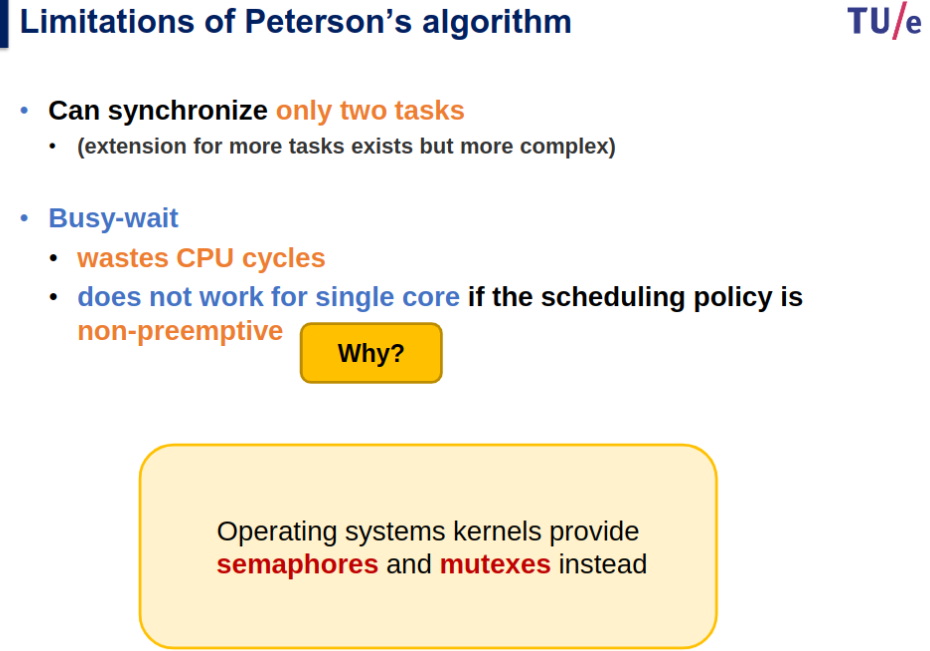 Limitations of Peterson's algorithm
TU/e
• Can synchronize only two tasks
• (extension for more tasks exists but more complex)
• Busy-wait
• wastes CPU cycles
• does not work for single core if the scheduling policy is
non-preemptive
Why?
Operating systems kernels provide
semaphores and mutexes instead